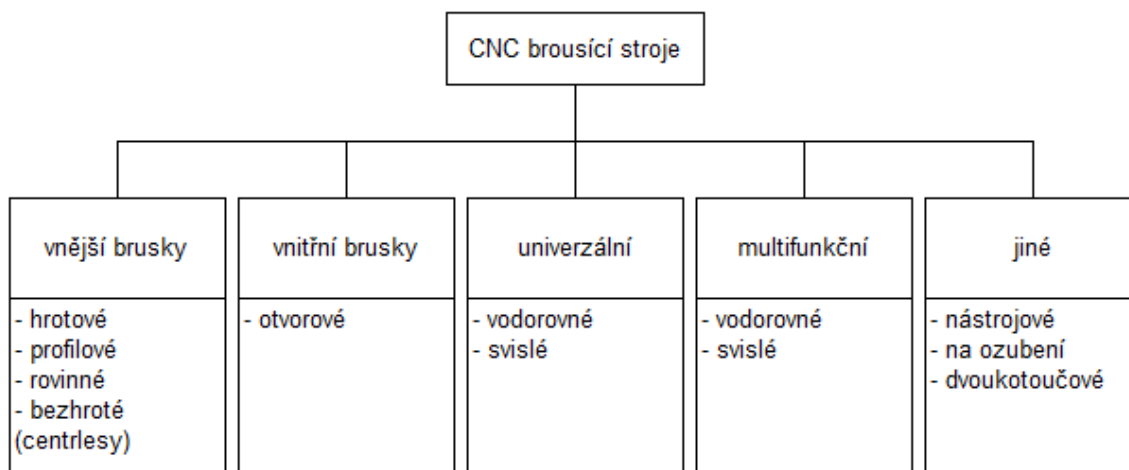 CNC brousící stroje
vnější brusky
- hrotové
- profilové
- rovinné
- bezhroté
(centrlesy)
vnitřní brusky
- otvorové
univerzální
- vodorovné
- svislé
multifunkční
- vodorovné
- svislé
jiné
- nástrojové
- na ozubení
- dvoukotoučové